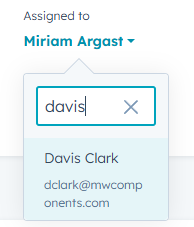 Assigned to
Miriam Argast
davis
Davis Clark
dclark@mwcomp
onents.com